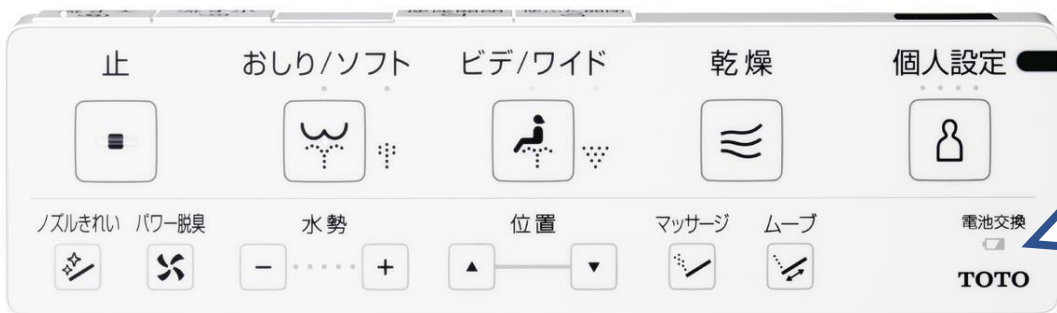 止
おしり/ソフト
ビデ/ワイド
乾燥
個人設定
ノズルきれい
パワー脱臭
水勢
位置
マッサージ
ムーブ
電池交換
TOTO